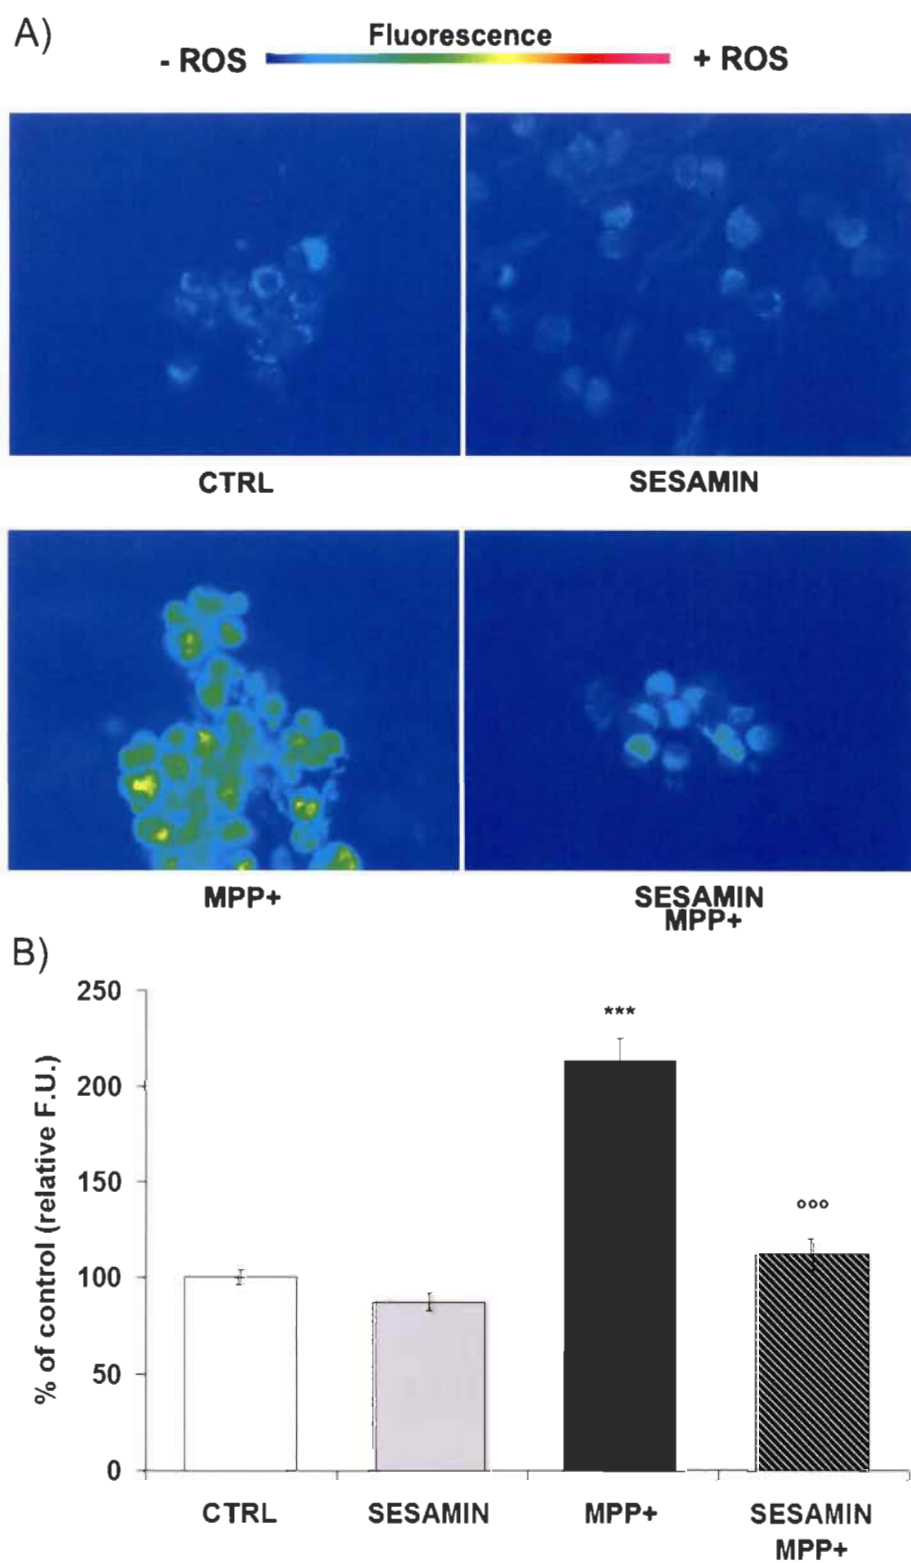 A)
Fluorescence
- ROS + ROS
CTRL SESAMIN
MPP+ SESAMIN
MPP+
B)
% of control (relative F.U.)
250
200
150
100
50
0
***
°°°
CTRL SESAMIN MPP+ SESAMIN
MPP+